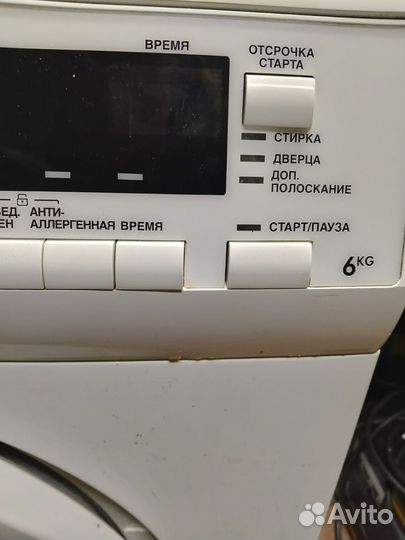 ВРЕМЯ
ОТСРОЧКА
СТАРТА
СТИРКА
ДВЕРЦА
ДОП.
ПОЛОСКАНИЕ
АНТИ-
АЛЛЕРГЕННАЯ ВРЕМЯ
СТАРТ/ПАУЗА
6KG
Avito